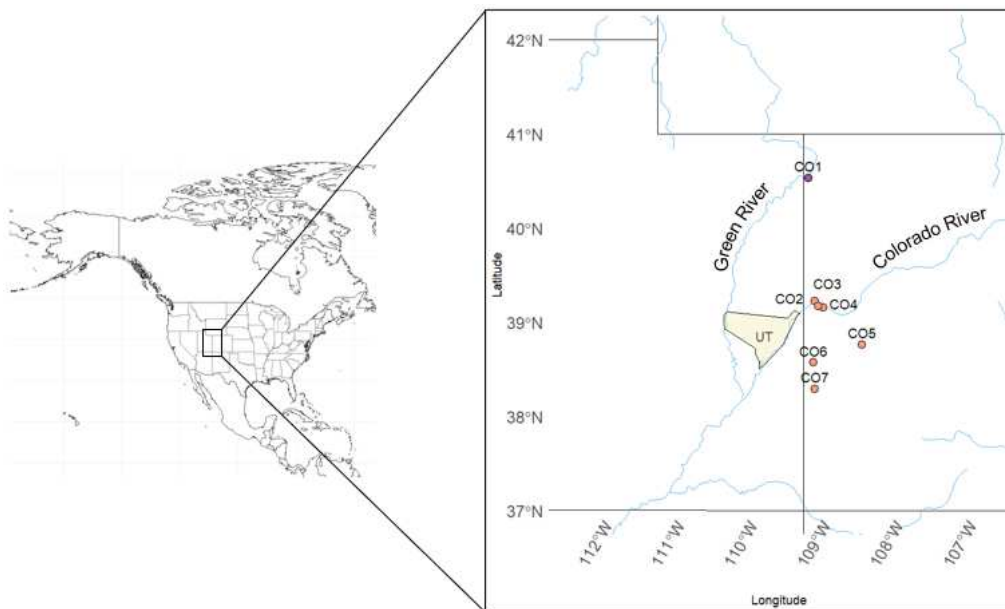 42°N
41°N
CO1
40°N
Green River
Colorado River
Latitude
CO3
CO2
CO4
39°N
UT
CO5
CO6
CO7
38°N
37°N
112°W
111°W
110°W
109°W
108°W
107°W
Longitude